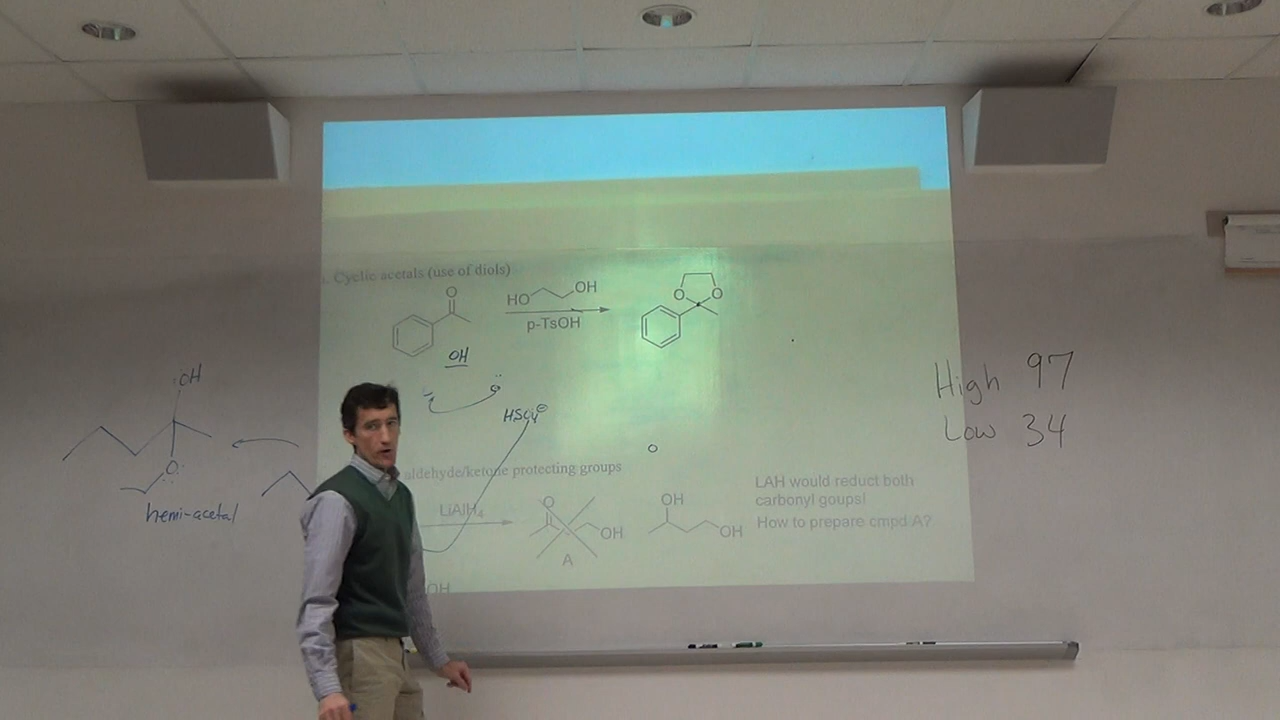 Cyclic acetals (use of diols)
O
HO OH
p-TsOH
O O
OH
hemi-acetal
:OH
:O:
HSO4⊖
High 97
Low 34
aldehyde/ketone protecting groups
LiAlH4
O
OH
A
OH
OH
LAH would reduct both
carbonyl goups!
How to prepare cmpd A?
OH